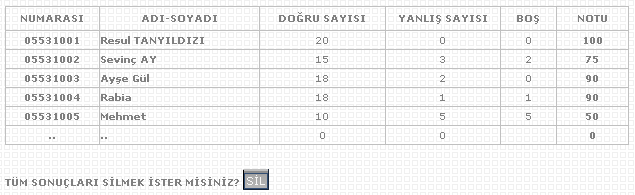 NUMARASI ADI-SOYADI DOĞRU SAYISI YANLIŞ SAYISI BOŞ NOTU
05531001 Resul TANYILDIZI 20 0 0 100
05531002 Sevinç AY 15 3 2 75
05531003 Ayşe Gül 18 2 0 90
05531004 Rabia 18 1 1 90
05531005 Mehmet 10 5 5 50
.. .. 0 0 0
TÜM SONUÇLARI SİLMEK İSTER MİSİNİZ? SİL